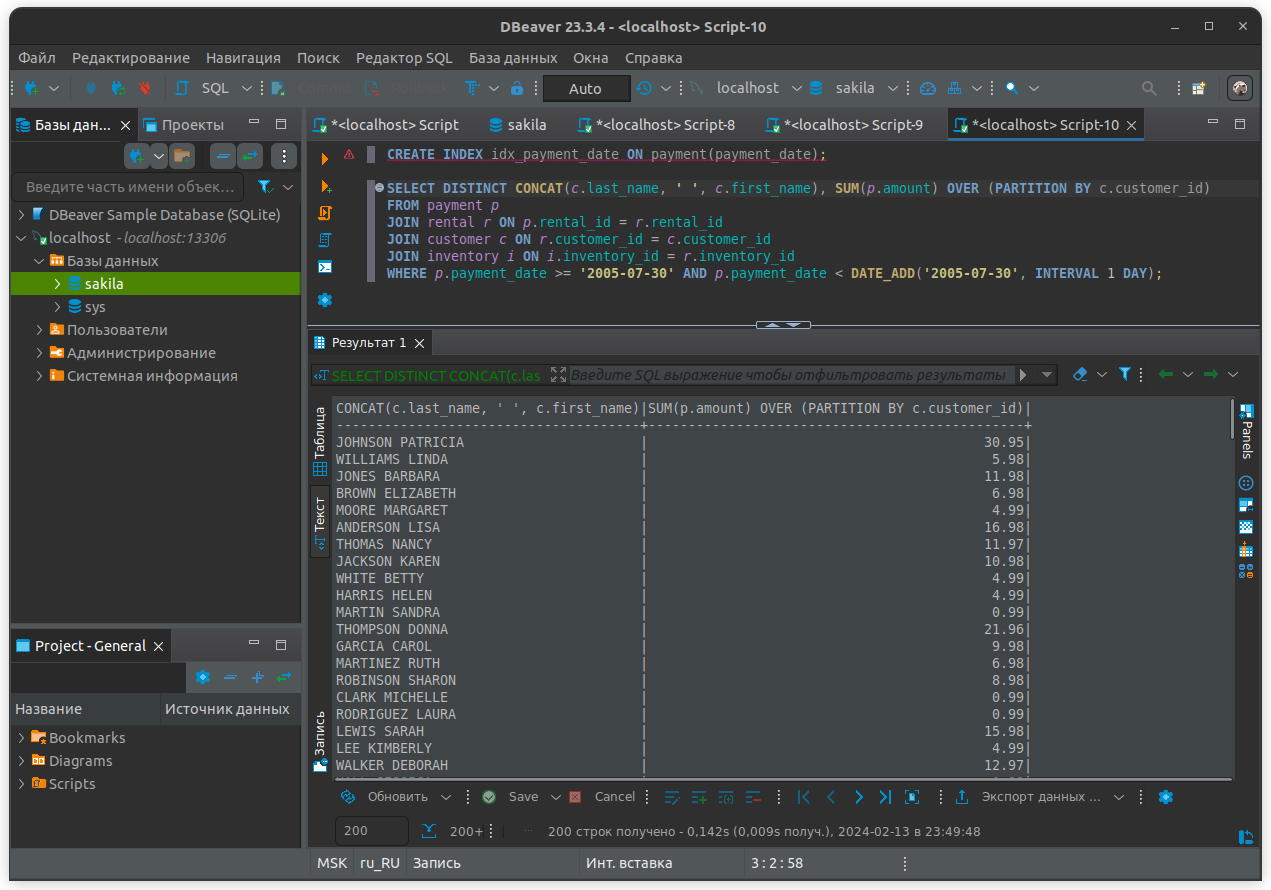 DBeaver 23.3.4 - <localhost> Script-10
Файл Редактирование Навигация Поиск Редактор SQL База данных Окна Справка
SQL Commit Rollback Auto localhost sakila
Базы дан... Проекты
*<localhost> Script sakila *<localhost> Script-8 *<localhost> Script-9 *<localhost> Script-10
Введите часть имени объек...
DBeaver Sample Database (SQLite)
localhost - localhost:13306
Базы данных
sakila
sys
Пользователи
Администрирование
Системная информация
CREATE INDEX idx_payment_date ON payment(payment_date);
SELECT DISTINCT CONCAT(c.last_name, ' ', c.first_name), SUM(p.amount) OVER (PARTITION BY c.customer_id)
FROM payment p
JOIN rental r ON p.rental_id = r.rental_id
JOIN customer c ON r.customer_id = c.customer_id
JOIN inventory i ON i.inventory_id = r.inventory_id
WHERE p.payment_date >= '2005-07-30' AND p.payment_date < DATE_ADD('2005-07-30', INTERVAL 1 DAY);
Результат 1
SELECT DISTINCT CONCAT(c.las Введите SQL выражение чтобы отфильтровать результаты
Таблица
Текст
Запись
CONCAT(c.last_name, ' ', c.first_name)|SUM(p.amount) OVER (PARTITION BY c.customer_id)|
--------------------------------------+-----------------------------------------------+
JOHNSON PATRICIA | 30.95|
WILLIAMS LINDA | 5.98|
JONES BARBARA | 11.98|
BROWN ELIZABETH | 6.98|
MOORE MARGARET | 4.99|
ANDERSON LISA | 16.98|
THOMAS NANCY | 11.97|
JACKSON KAREN | 10.98|
WHITE BETTY | 4.99|
HARRIS HELEN | 4.99|
MARTIN SANDRA | 0.99|
THOMPSON DONNA | 21.96|
GARCIA CAROL | 9.98|
MARTINEZ RUTH | 6.98|
ROBINSON SHARON | 8.98|
CLARK MICHELLE | 0.99|
RODRIGUEZ LAURA | 0.99|
LEWIS SARAH | 15.98|
LEE KIMBERLY | 4.99|
WALKER DEBORAH | 12.97|
Panels
Project - General
Название Источник данных
Bookmarks
Diagrams
Scripts
Обновить Save Cancel Экспорт данных ...
200 200+ 200 строк получено - 0,142s (0,009s получ.), 2024-02-13 в 23:49:48
MSK ru_RU Запись Инт. вставка 3 : 2 : 58